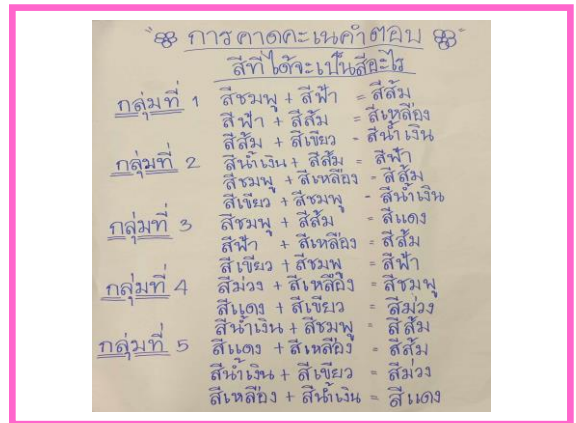 การคาดคะเนคำตอบ
สีที่ได้จะเป็นสีอะไร
กลุ่มที่ 1 สีชมพู + สีฟ้า = สีส้ม
สีฟ้า + สีส้ม = สีเหลือง
สีส้ม + สีเขียว - สีน้ำเงิน
กลุ่มที่ 2 สีน้ำเงิน + สีส้ม = สีฟ้า
สีชมพู + สีเหลือง = สีส้ม
สีเขียว + สีชมพู - สีน้ำเงิน
กลุ่มที่ 3 สีชมพู + สีส้ม = สีแดง
สีฟ้า + สีเหลือง = สีส้ม
สีเขียว + สีชมพู = สีฟ้า
กลุ่มที่ 4 สีม่วง + สีเหลือง = สีชมพู
สีแดง + สีเขียว = สีม่วง
สีน้ำเงิน + สีชมพู = สีส้ม
กลุ่มที่ 5 สีแดง + สีเหลือง = สีส้ม
สีน้ำเงิน + สีเขียว = สีม่วง
สีเหลือง + สีน้ำเงิน = สีแดง